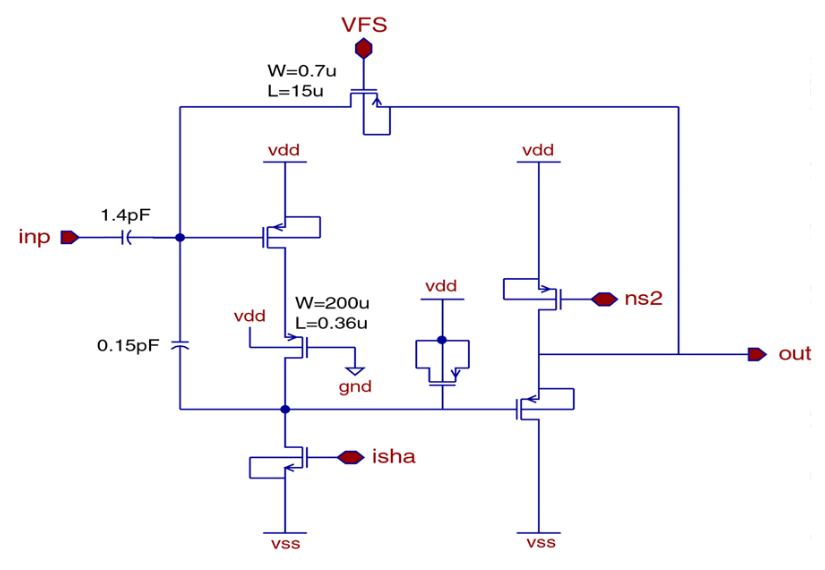 VFS
W=0.7u
L=15u
vdd
vdd
1.4pF
inp
W=200u
L=0.36u
vdd
vdd
ns2
0.15pF
out
gnd
isha
vss
vss